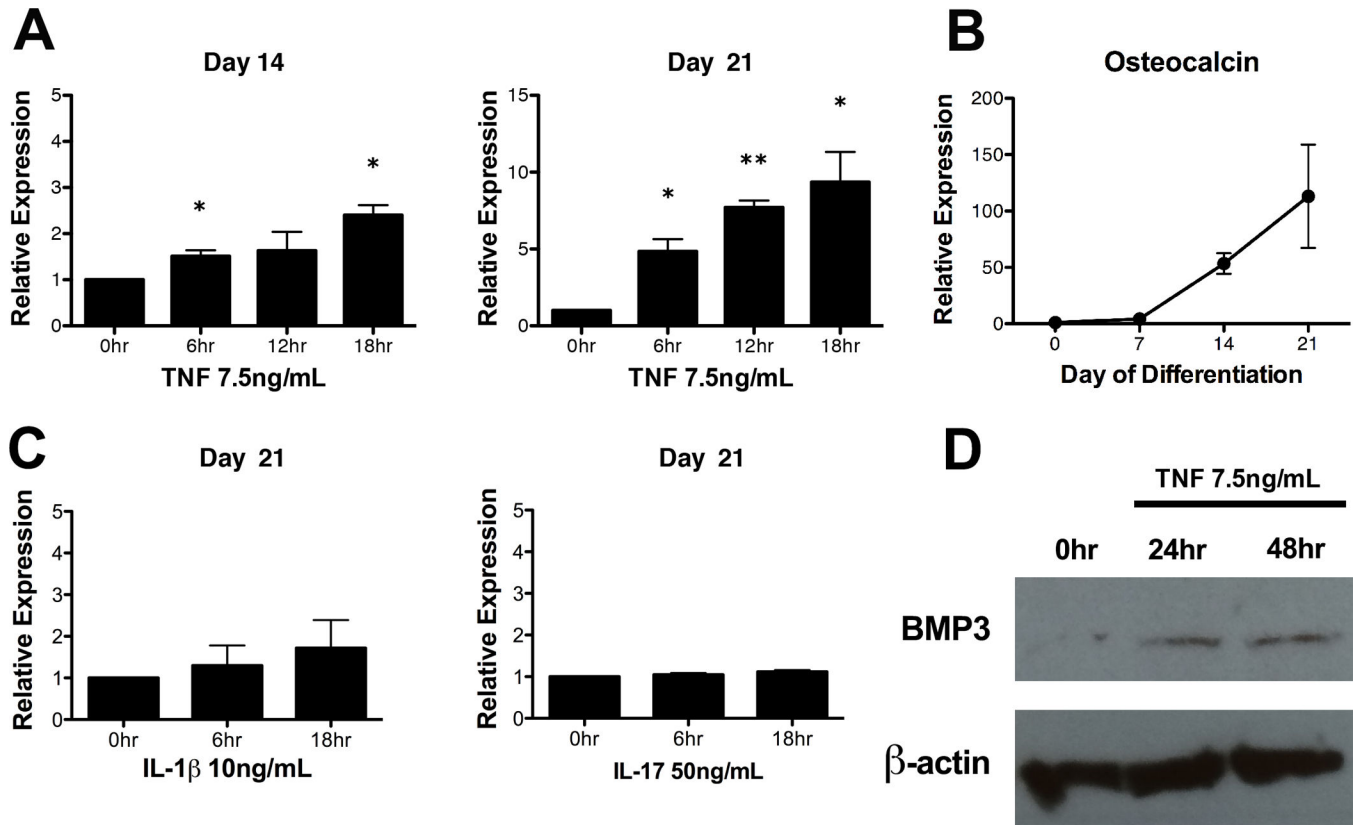 A
Day 14
Relative Expression
5
4
3
2
1
0
*
*
0hr 6hr 12hr 18hr
TNF 7.5ng/mL
Day 21
Relative Expression
15
10
5
0
*
**
*
0hr 6hr 12hr 18hr
TNF 7.5ng/mL
B
Osteocalcin
Relative Expression
200
150
100
50
0
0 7 14 21
Day of Differentiation
C
Day 21
Relative Expression
5
4
3
2
1
0
0hr 6hr 18hr
IL-1β 10ng/mL
Day 21
Relative Expression
5
4
3
2
1
0
0hr 6hr 18hr
IL-17 50ng/mL
D
TNF 7.5ng/mL
0hr 24hr 48hr
BMP3
β-actin